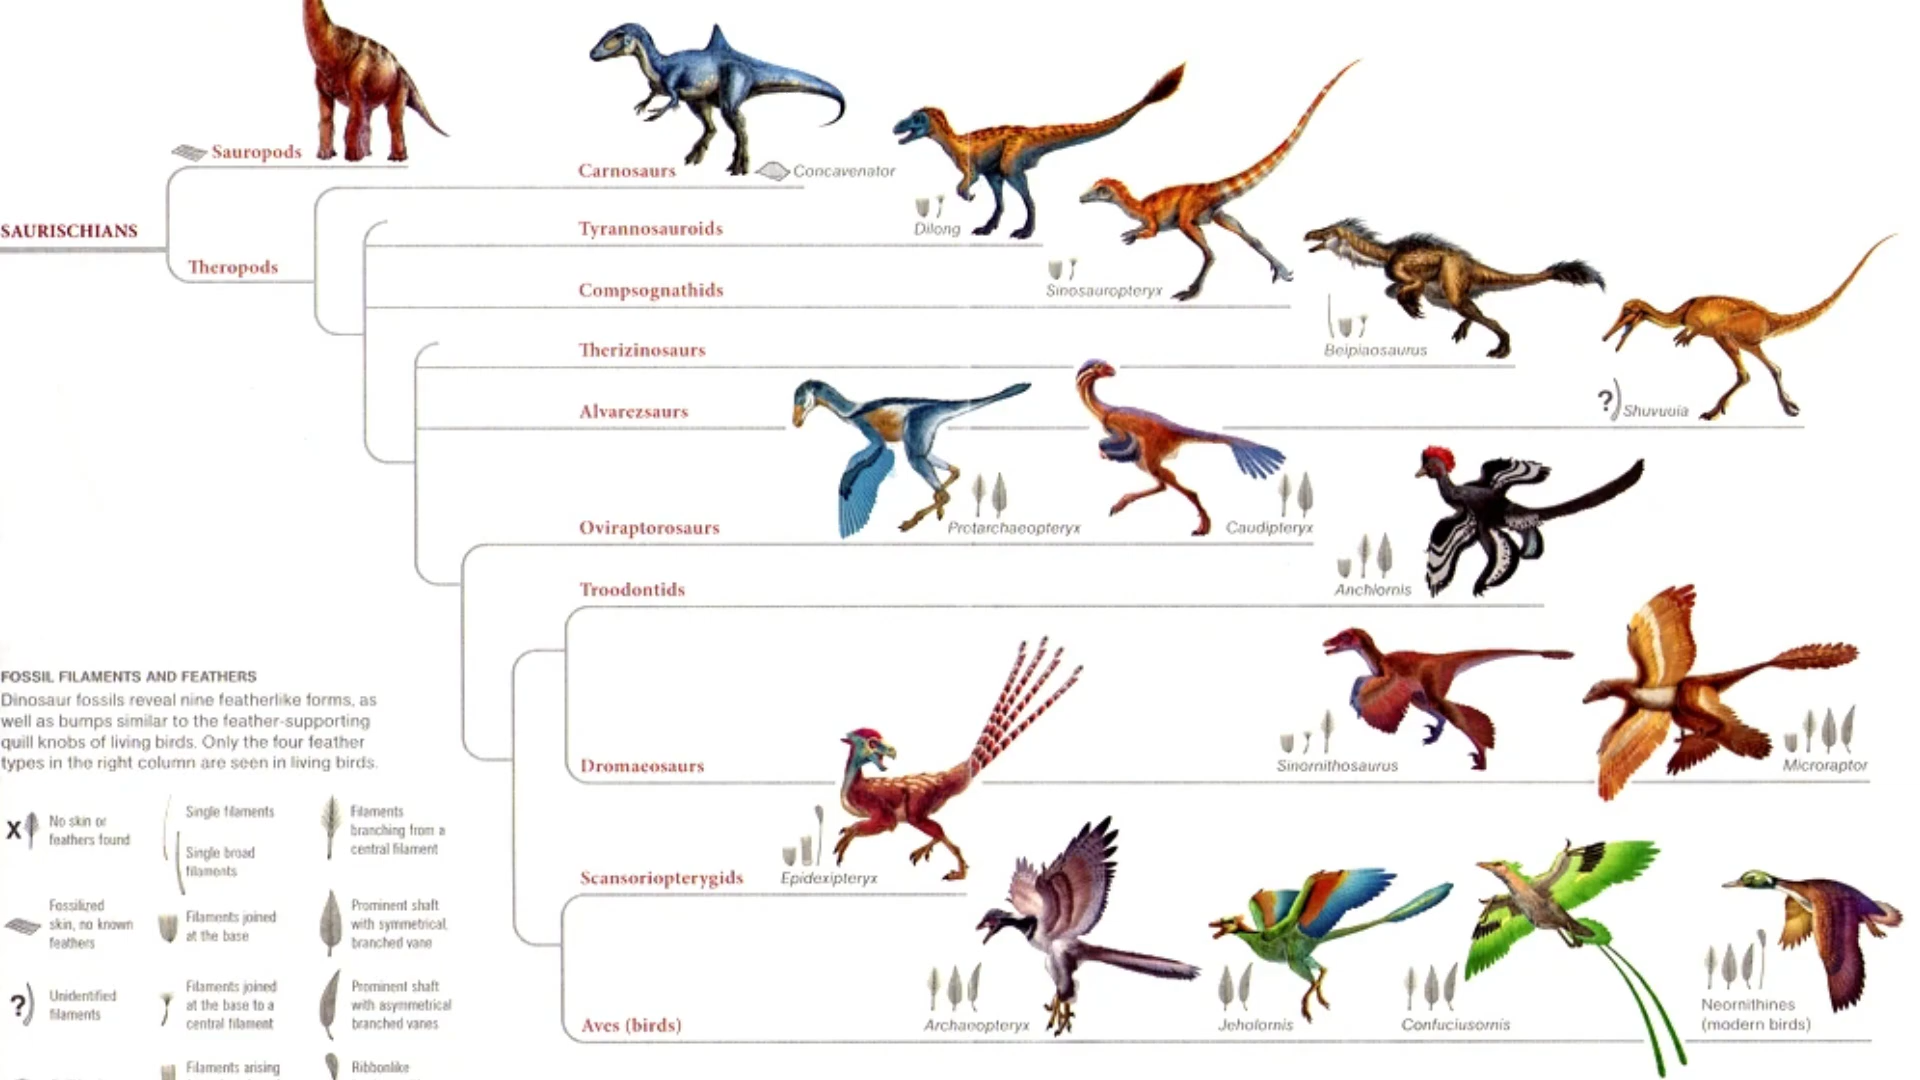 Sauropods
Carnosaurs
Concavenator
SAURISCHIANS
Tyrannosauroids
Dilong
Theropods
Compsognathids
Sinosauropteryx
Therizinosaurs
Beipiaosaurus
Alvarezsaurs
?
Shuvuuia
Oviraptorosaurs
Protarchaeopteryx
Caudipteryx
Troodontids
Anchiornis
Dromaeosaurs
Sinornithosaurus
Microraptor
Scansoriopterygids
Epidexipteryx
Aves (birds)
Archaeopteryx
Jeholornis
Confuciusornis
Neornithines
(modern birds)
FOSSIL FILAMENTS AND FEATHERS
Dinosaur fossils reveal nine featherlike forms, as
well as bumps similar to the feather-supporting
quill knobs of living birds. Only the four feather
types in the right column are seen in living birds.
X
No skin or
feathers found
Fossilized
skin, no known
feathers
?
Unidentified
filaments
Single filaments
Single broad
filaments
Filaments joined
at the base
Filaments joined
at the base to a
central filament
Filaments arising
Filaments
branching from a
central filament
Prominent shaft
with symmetrical
branched vane
Prominent shaft
with asymmetrical
branched vanes
Ribbonlike